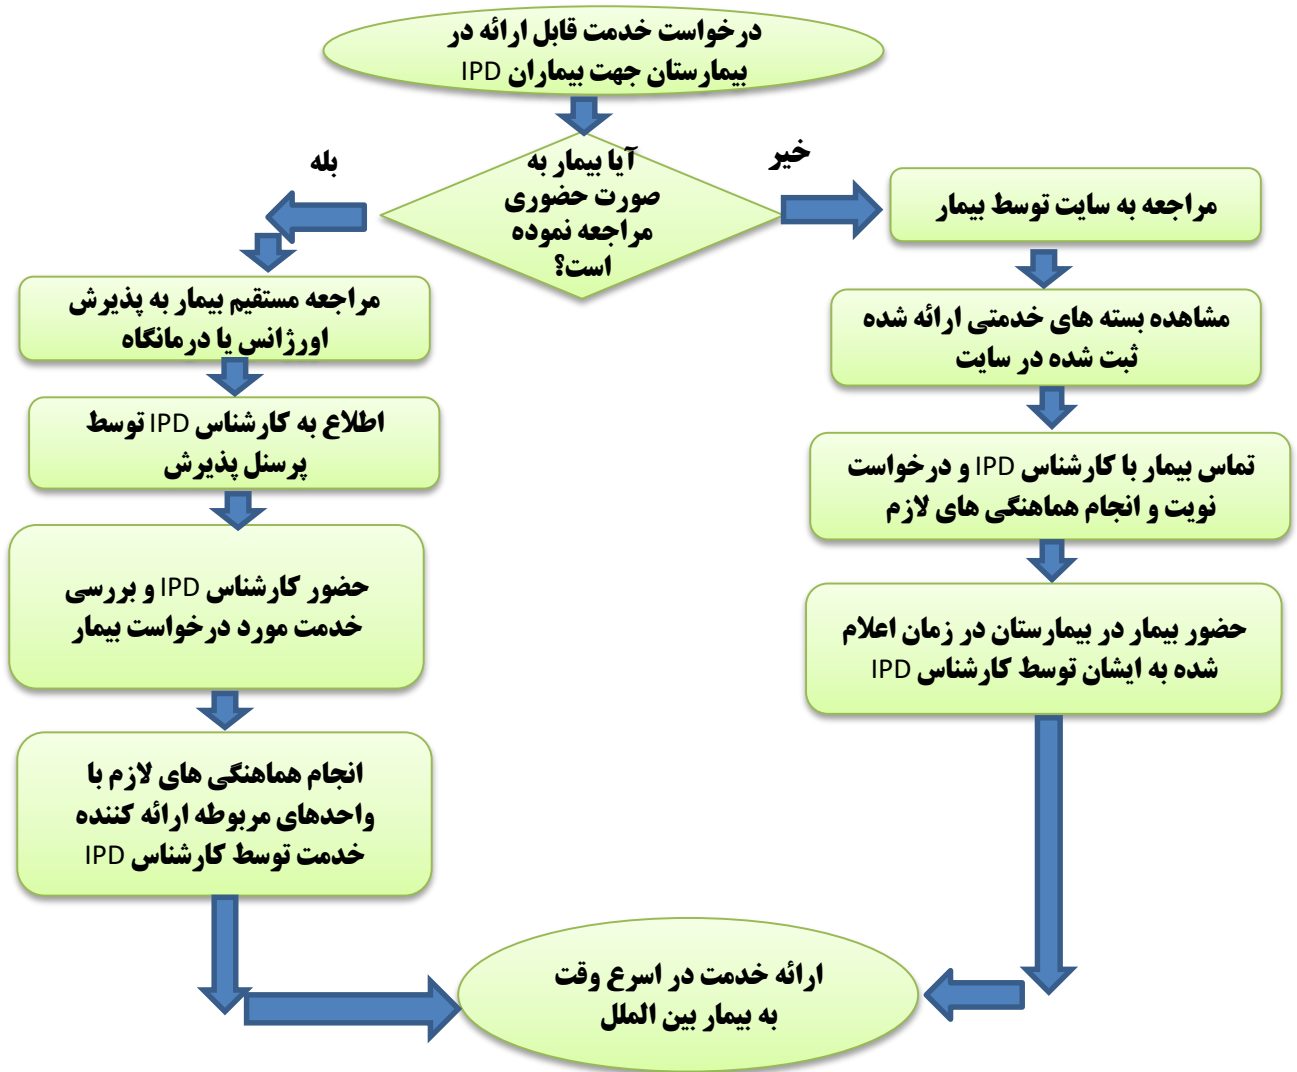 درخواست خدمت قابل ارائه در
بیمارستان جهت بیماران IPD
آیا بیمار به
صورت حضوری
مراجعه نموده
است؟
خیر
بله
مراجعه به سایت توسط بیمار
مشاهده بسته های خدمتی ارائه شده
ثبت شده در سایت
تماس بیمار با کارشناس IPD و درخواست
نوبت و انجام هماهنگی های لازم
حضور بیمار در بیمارستان در زمان اعلام
شده به ایشان توسط کارشناس IPD
مراجعه مستقیم بیمار به پذیرش
اورژانس یا درمانگاه
اطلاع به کارشناس IPD توسط
پرسنل پذیرش
حضور کارشناس IPD و بررسی
خدمت مورد درخواست بیمار
انجام هماهنگی های لازم با
واحدهای مربوطه ارائه کننده
خدمت توسط کارشناس IPD
ارائه خدمت در اسرع وقت
به بیمار بین الملل